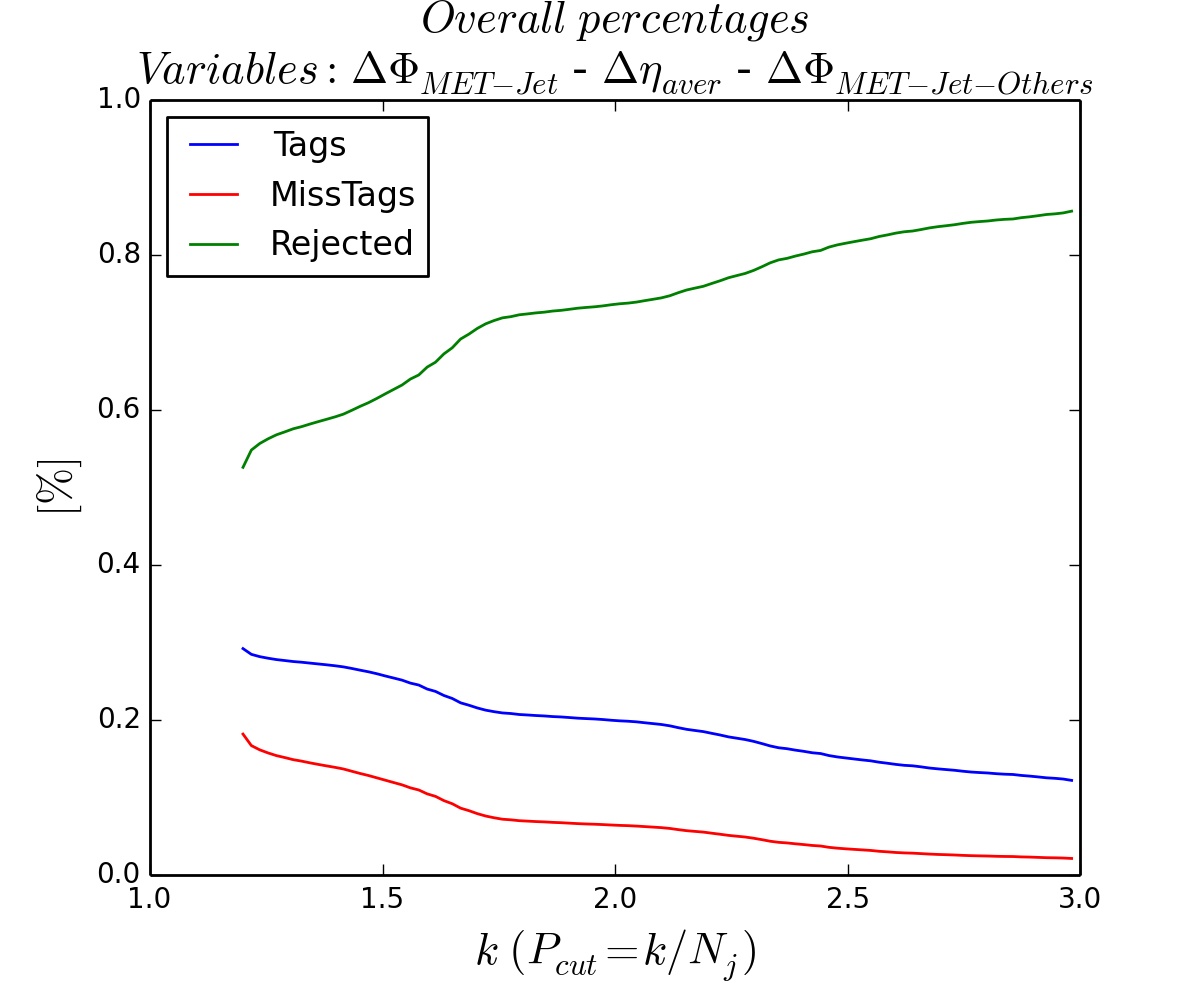 Overall percentages
Variables: ΔΦ_{MET−Jet} - Δη_{aver} - ΔΦ_{MET−Jet−Others}
1.0
Tags
MissTags
Rejected
0.8
0.6
[%]
0.4
0.2
0.0
1.0 1.5 2.0 2.5 3.0
k (P_{cut}=k/N_j)